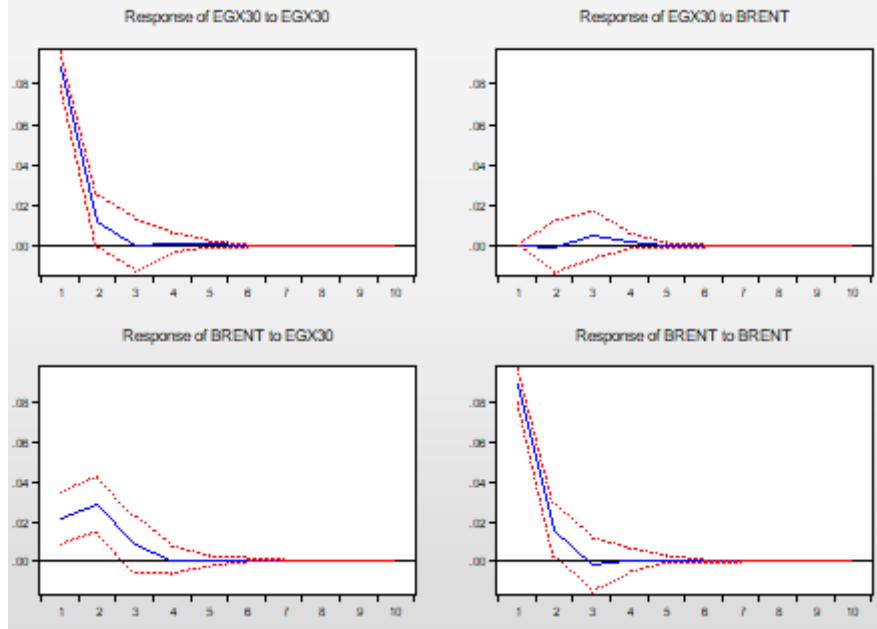 Response of EGX30 to EGX30
.08
.06
.04
.02
.00
1 2 3 4 5 6 7 8 9 10
Response of EGX30 to BRENT
.08
.06
.04
.02
.00
1 2 3 4 5 6 7 8 9 10
Response of BRENT to EGX30
.08
.06
.04
.02
.00
1 2 3 4 5 6 7 8 9 10
Response of BRENT to BRENT
.08
.06
.04
.02
.00
1 2 3 4 5 6 7 8 9 10